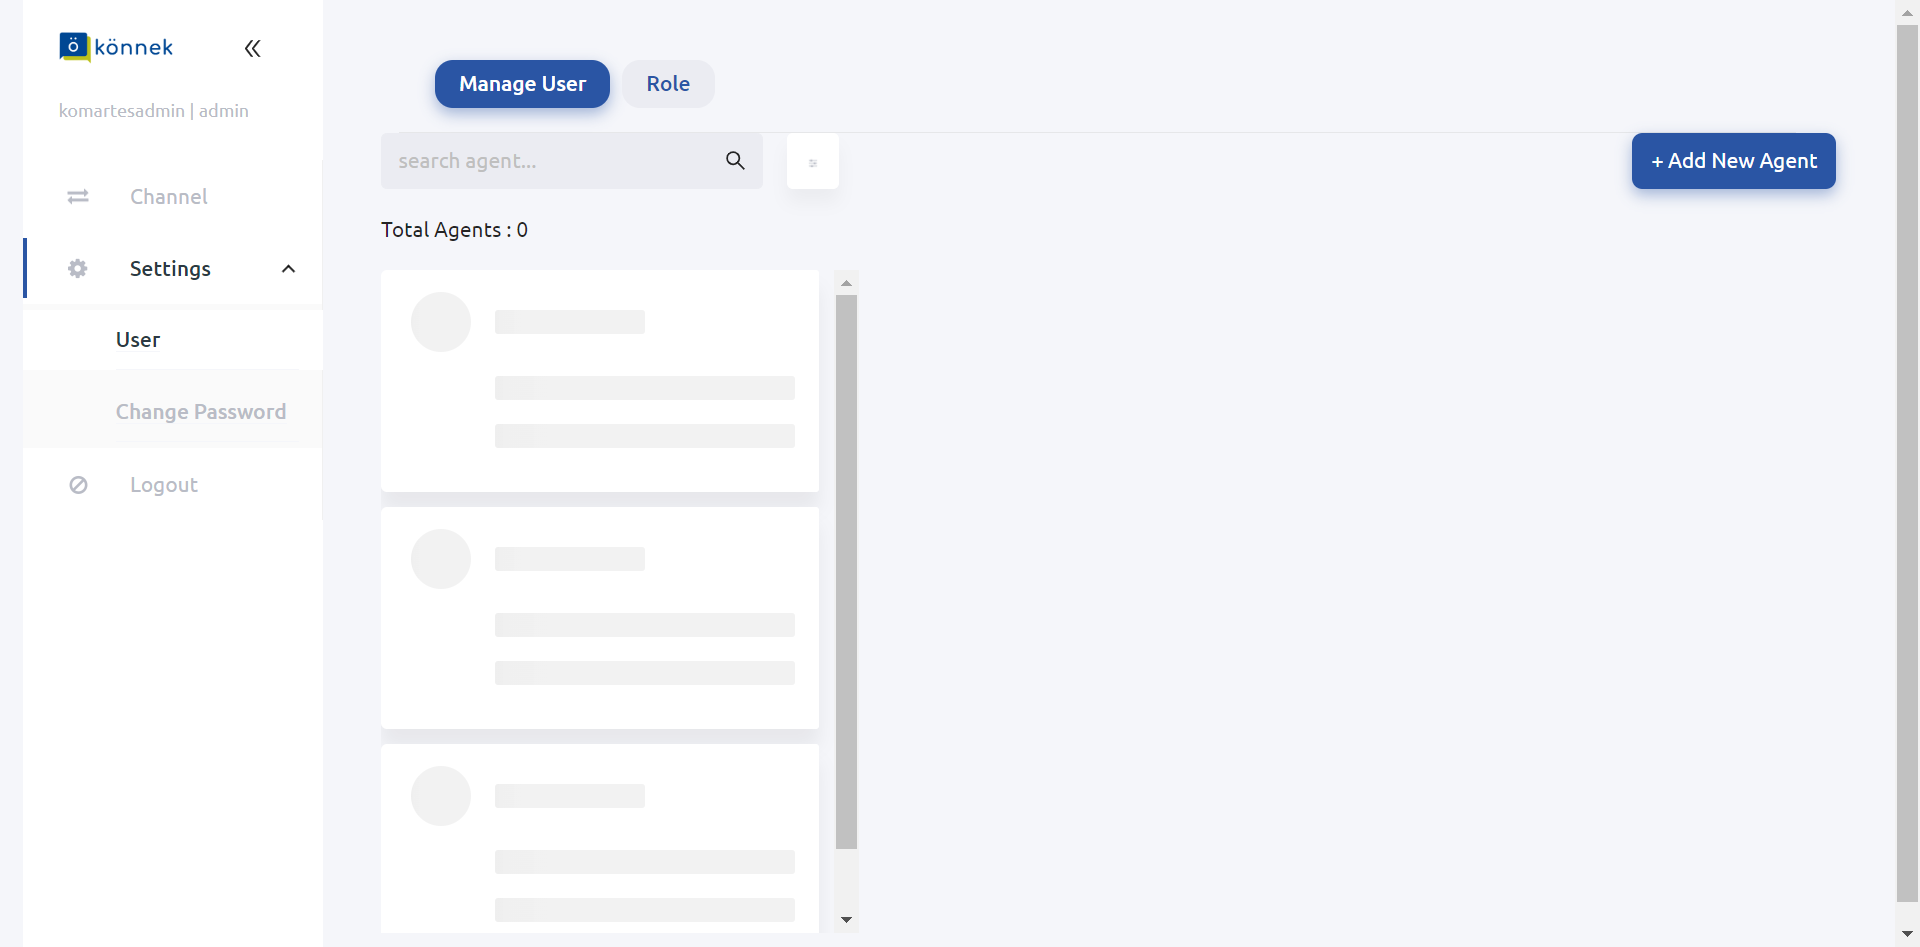 könnek
komartesadmin | admin
Channel
Settings
User
Change Password
Logout
Manage User
Role
search agent...
+ Add New Agent
Total Agents : 0